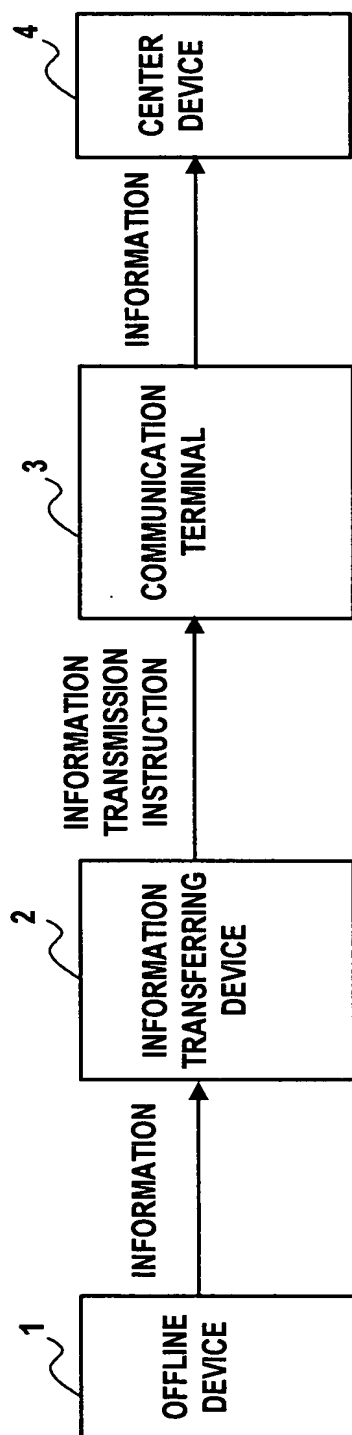 1
OFFLINE
DEVICE
INFORMATION
2
INFORMATION
TRANSFERRING
DEVICE
INFORMATION
TRANSMISSION
INSTRUCTION
3
COMMUNICATION
TERMINAL
INFORMATION
4
CENTER
DEVICE